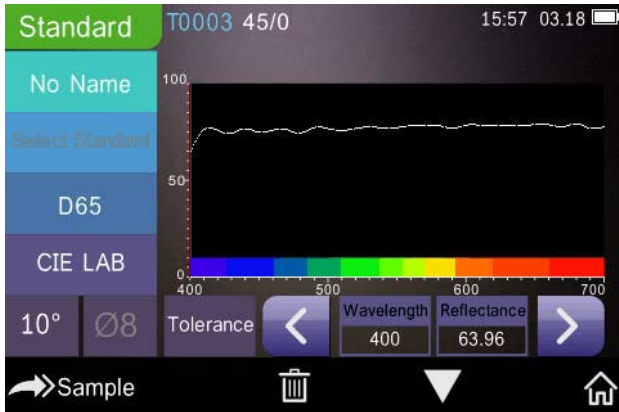 Standard
T0003 45/0
15:57 03.18
No Name
Select Standard
D65
CIE LAB
100
50
0
400
500
600
700
10°
Ø8
Tolerance
Wavelength
400
Reflectance
63.96
Sample